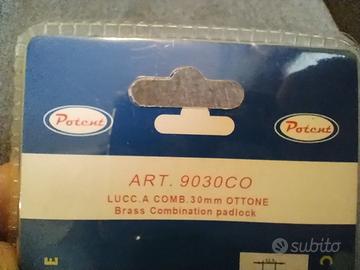 Potent
Potent
ART. 9030CO
LUCC.A COMB.30mm OTTONE
Brass Combination padlock
E
subito